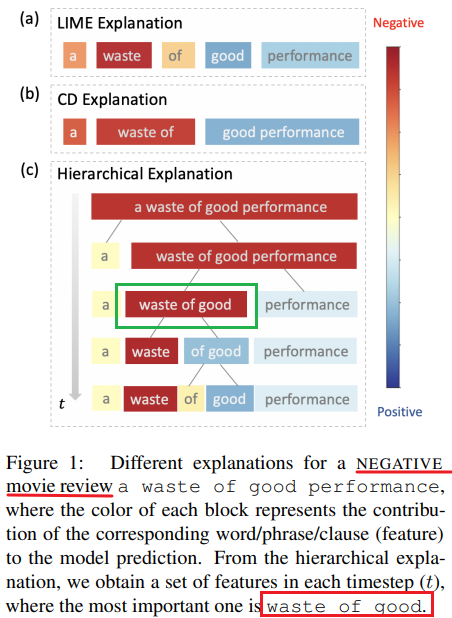 (a) LIME Explanation
Negative
a waste of good performance
(b) CD Explanation
a waste of good performance
(c) Hierarchical Explanation
a waste of good performance
a waste of good performance
a waste of good performance
a waste of good performance
a waste of good performance
t
Positive
Figure 1: Different explanations for a NEGATIVE
movie review a waste of good performance,
where the color of each block represents the contribu-
tion of the corresponding word/phrase/clause (feature)
to the model prediction. From the hierarchical expla-
nation, we obtain a set of features in each timestep (t),
where the most important one is waste of good.